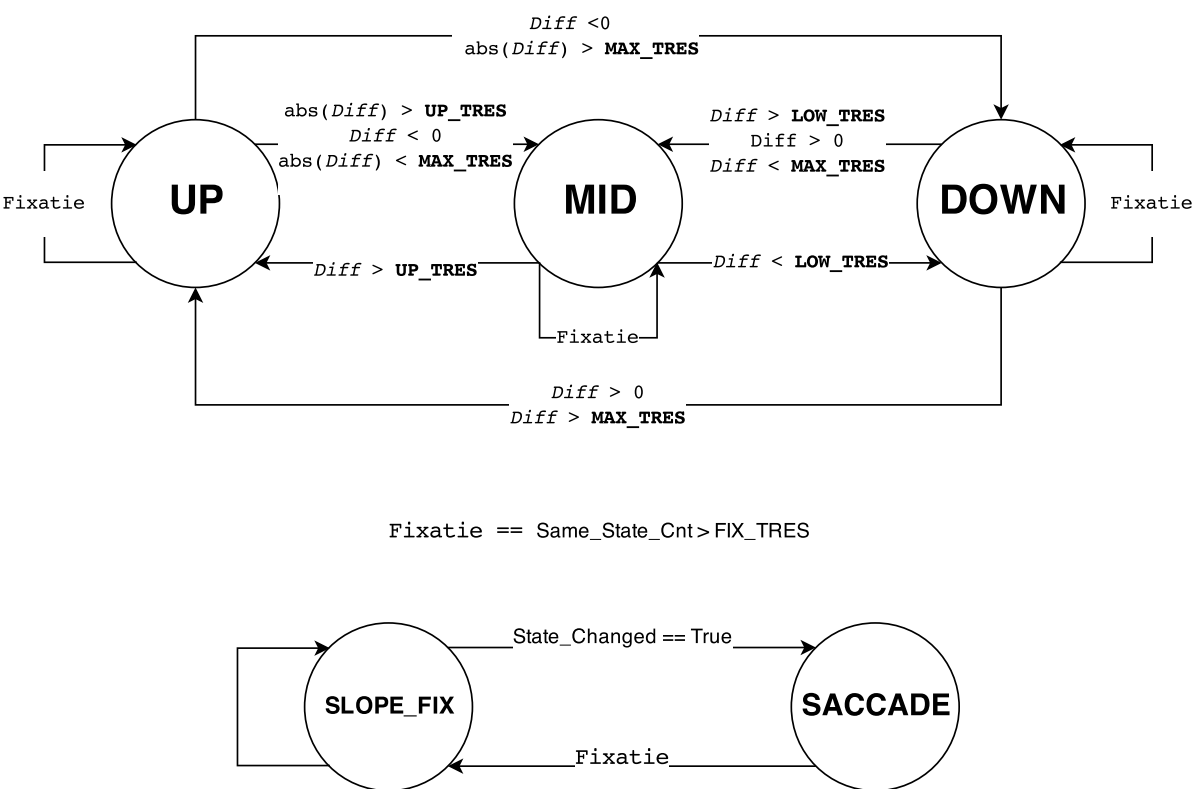 Diff <0
abs(Diff) > MAX_TRES
abs(Diff) > UP_TRES
Diff < 0
abs(Diff) < MAX_TRES
Diff > LOW_TRES
Diff > 0
Diff < MAX_TRES
Fixatie
UP
MID
DOWN
Fixatie
Diff > UP_TRES
Diff < LOW_TRES
Fixatie
Diff > 0
Diff > MAX_TRES
Fixatie == Same_State_Cnt > FIX_TRES
State_Changed == True
SLOPE_FIX
SACCADE
Fixatie